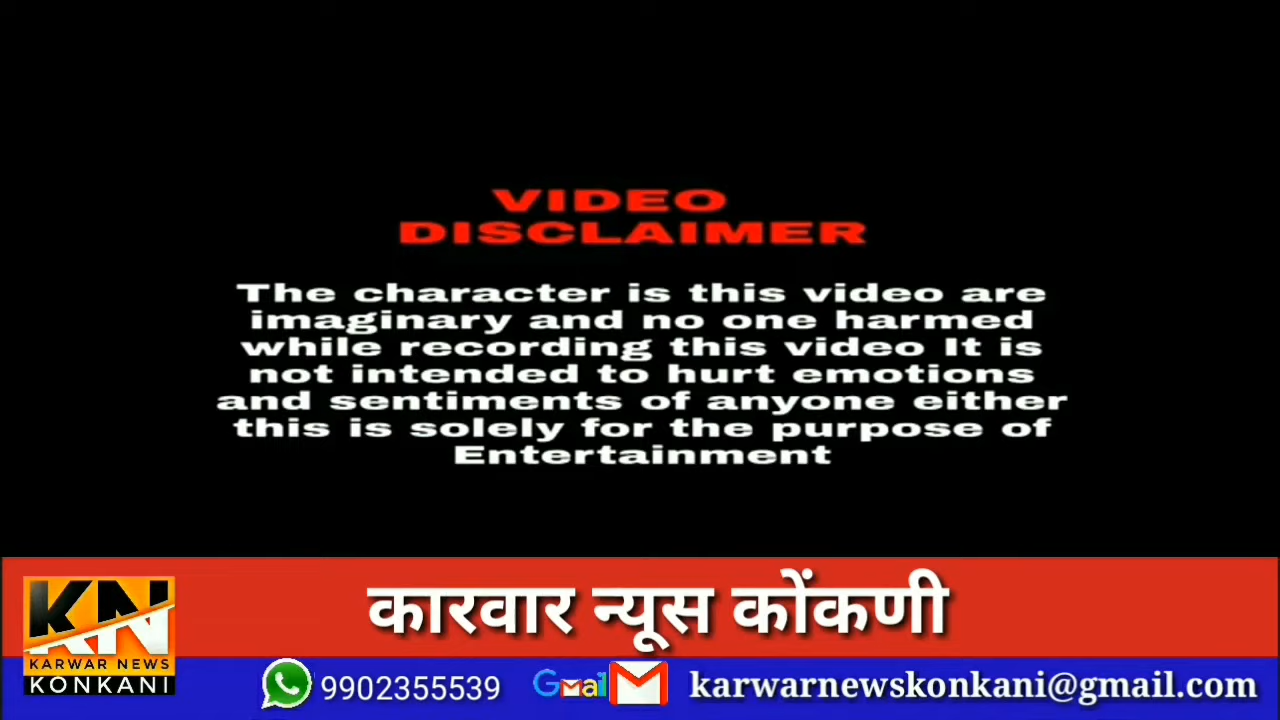 VIDEO
DISCLAIMER
The character is this video are
imaginary and no one harmed
while recording this video It is
not intended to hurt emotions
and sentiments of anyone either
this is solely for the purpose of
Entertainment
कारवार न्यूस कोंकणी
KN
KARWAR NEWS
KONKANI
9902355539
Gmail
karwarnewskonkani@gmail.com